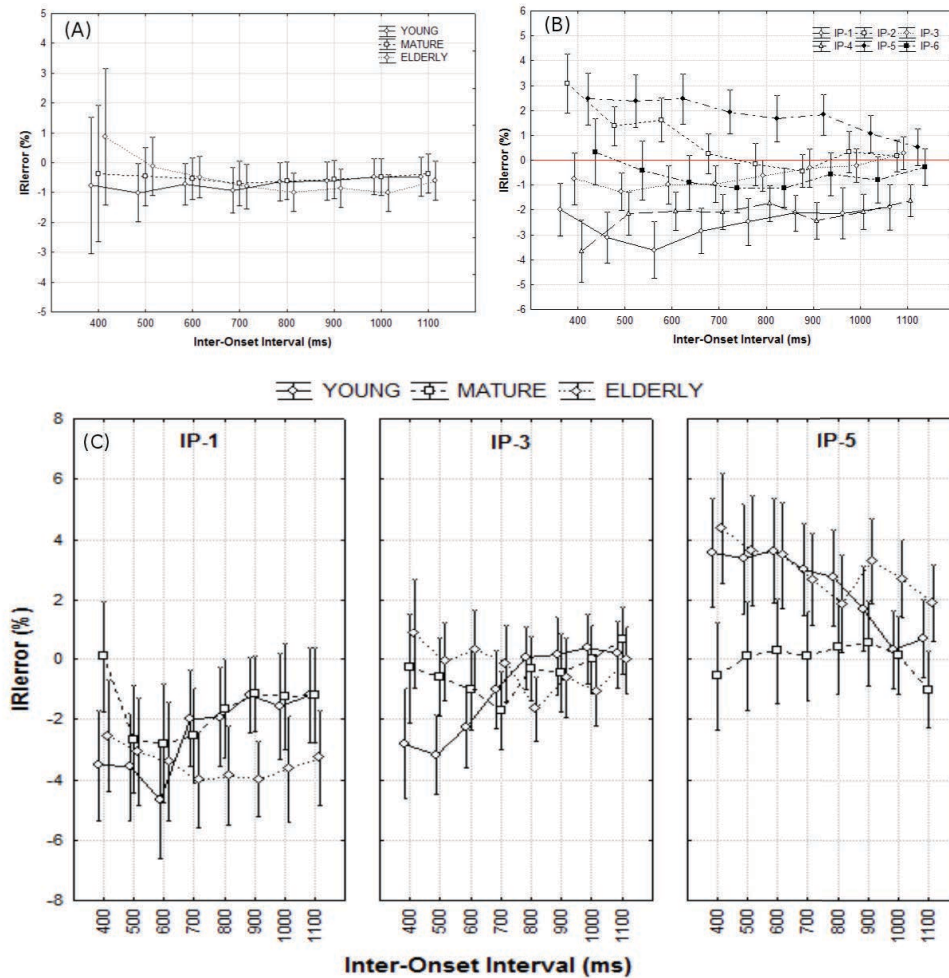 (A)
YOUNG
MATURE
ELDERLY
5
4
3
2
1
0
-1
-2
-3
-4
-5
IRIerror (%)
400 500 600 700 800 900 1000 1100
Inter-Onset Interval (ms)
(B)
IP-1 IP-2 IP-3
IP-4 IP-5 IP-6
6
5
4
3
2
1
0
-1
-2
-3
-4
-5
-6
IRIerror (%)
400 500 600 700 800 900 1000 1100
Inter-Onset Interval (ms)
YOUNG MATURE ELDERLY
(C)
IP-1 IP-3 IP-5
8
6
4
2
0
-2
-4
-6
-8
IRIerror (%)
400 500 600 700 800 900 1000 1100
400 500 600 700 800 900 1000 1100
400 500 600 700 800 900 1000 1100
Inter-Onset Interval (ms)